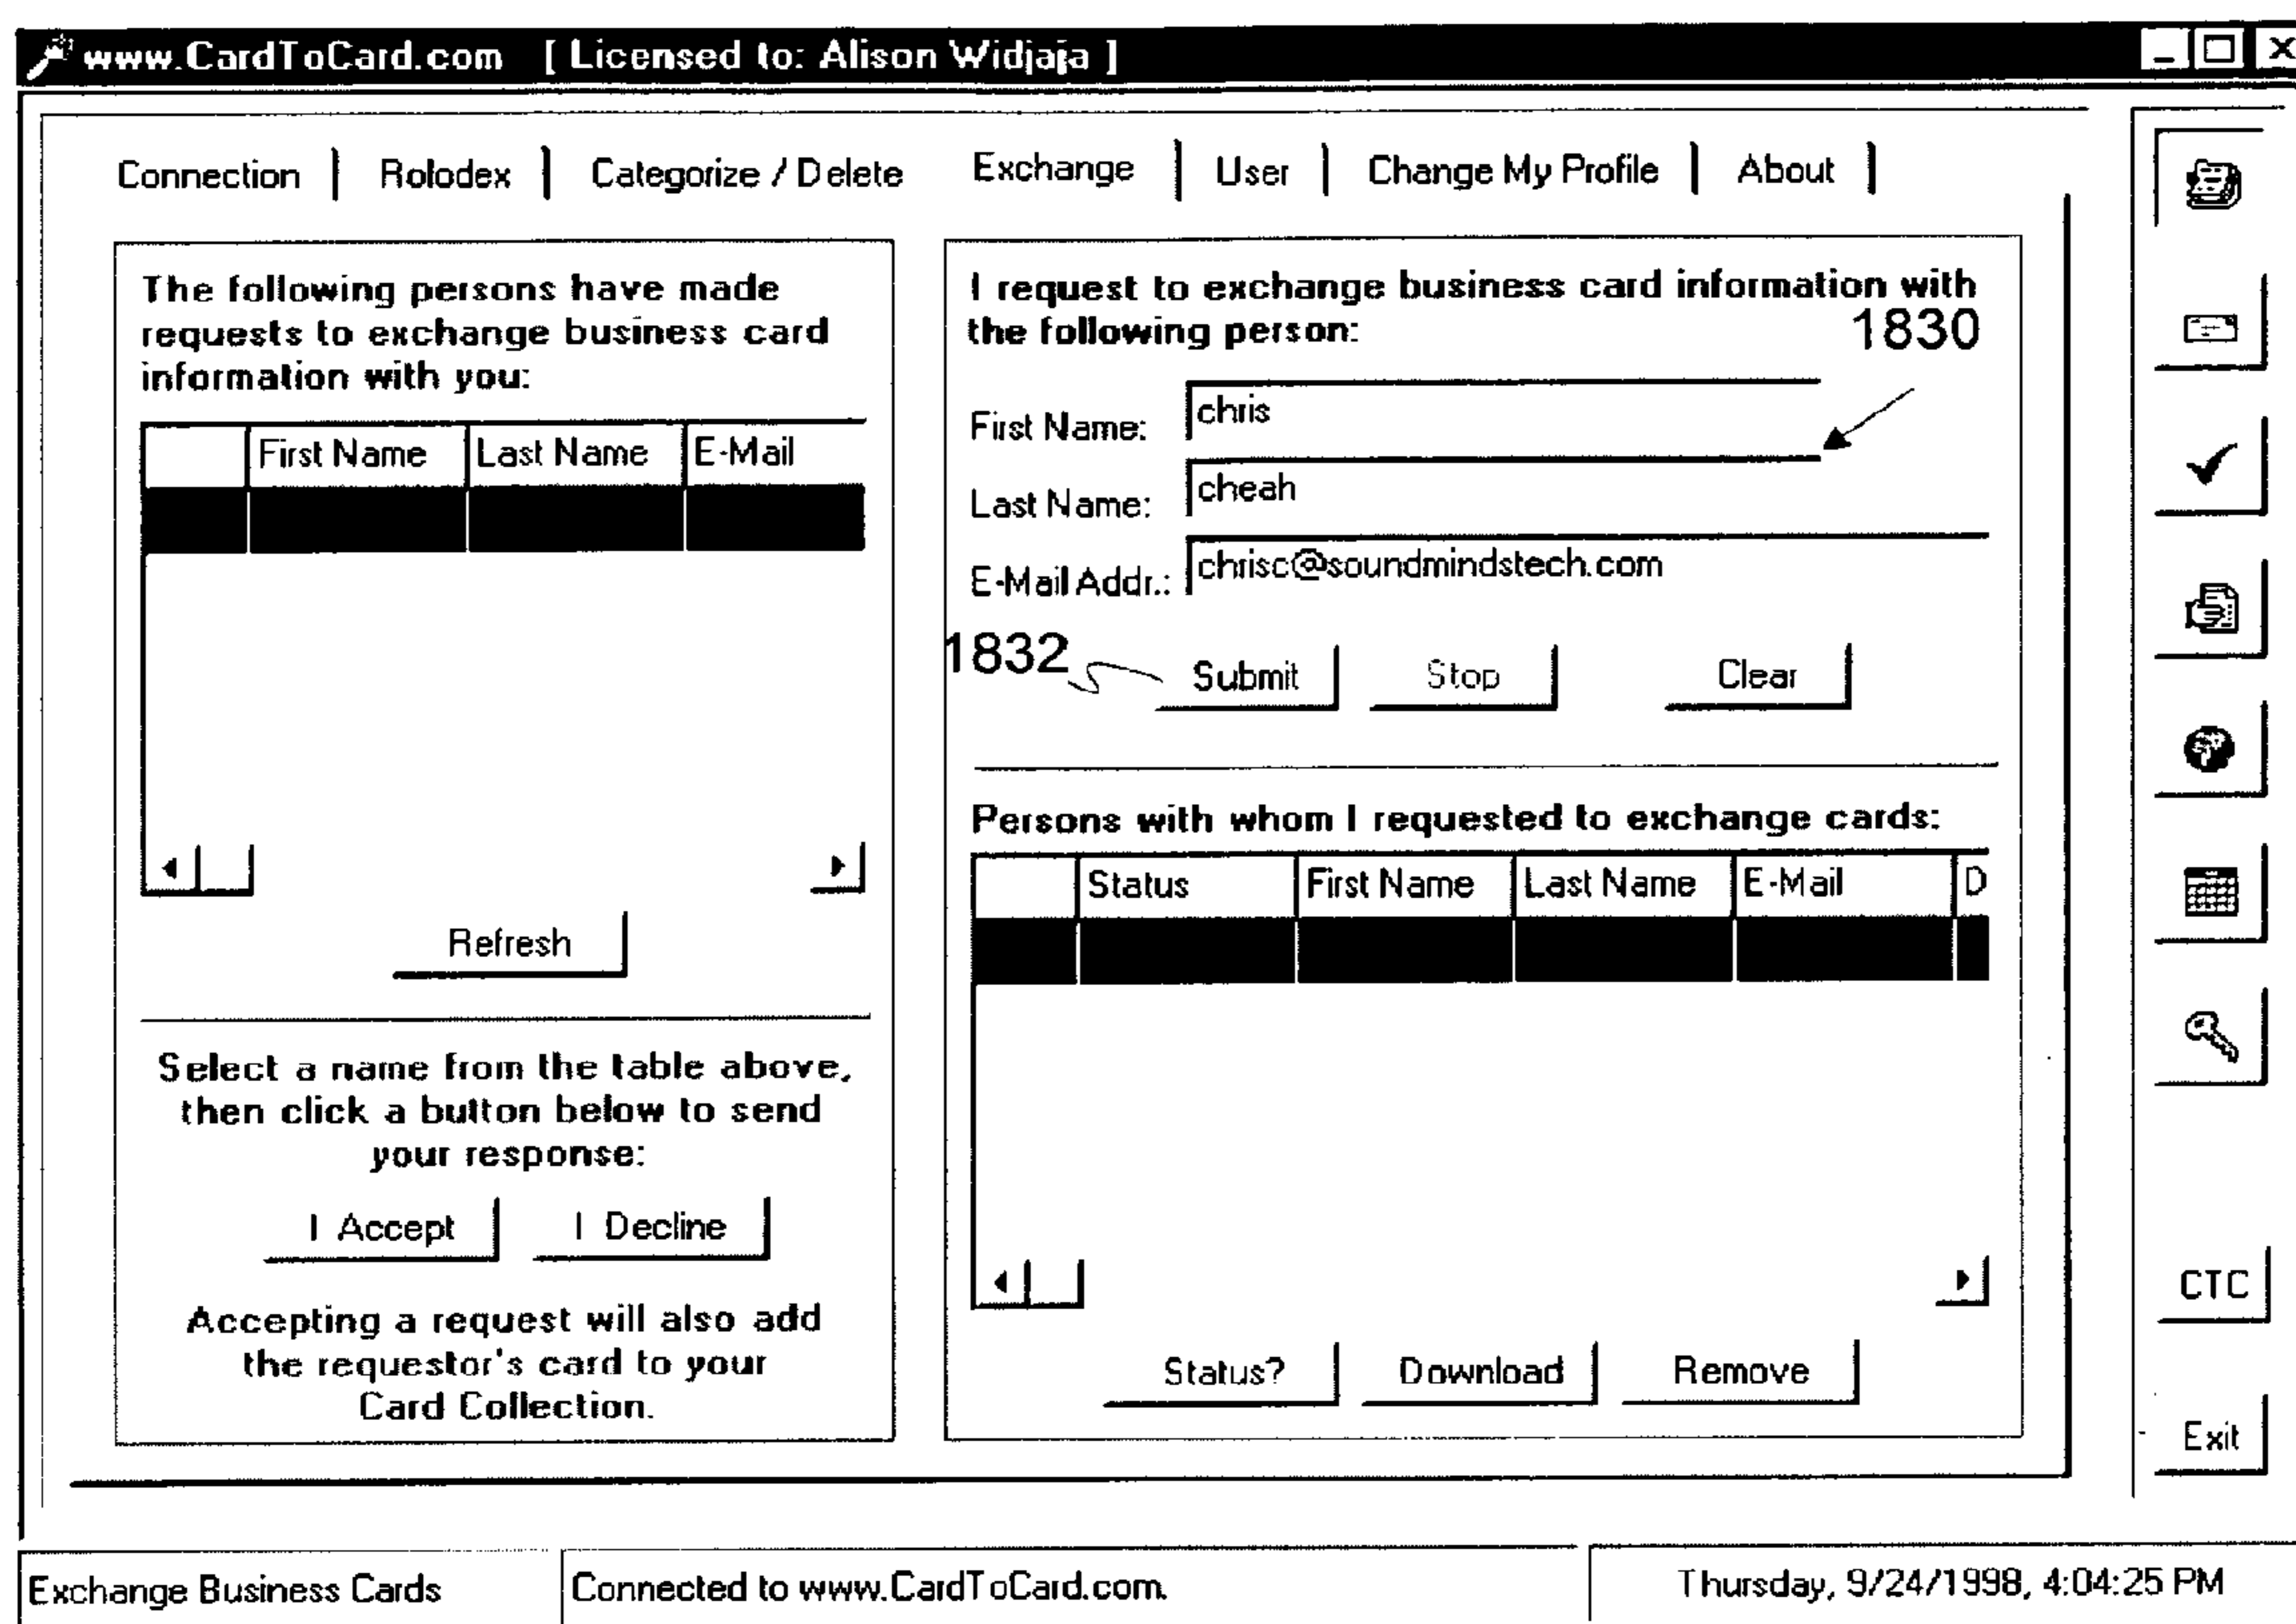 www.CardToCard.com [ Licensed to: Alison Widjaja ]
Connection | Rolodex | Categorize / Delete Exchange | User | Change My Profile | About |
The following persons have made
requests to exchange business card
information with you:
First Name Last Name E-Mail
Refresh
Select a name from the table above,
then click a button below to send
your response:
I Accept I Decline
Accepting a request will also add
the requestor's card to your
Card Collection.
I request to exchange business card information with
the following person:
1830
First Name: chris
Last Name: cheah
E-Mail Addr.: chrisc@soundmindstech.com
1832
Submit Stop Clear
Persons with whom I requested to exchange cards:
Status First Name Last Name E-Mail D
Status? Download Remove
CTC
Exit
Exchange Business Cards Connected to www.CardToCard.com. Thursday, 9/24/1998, 4:04:25 PM